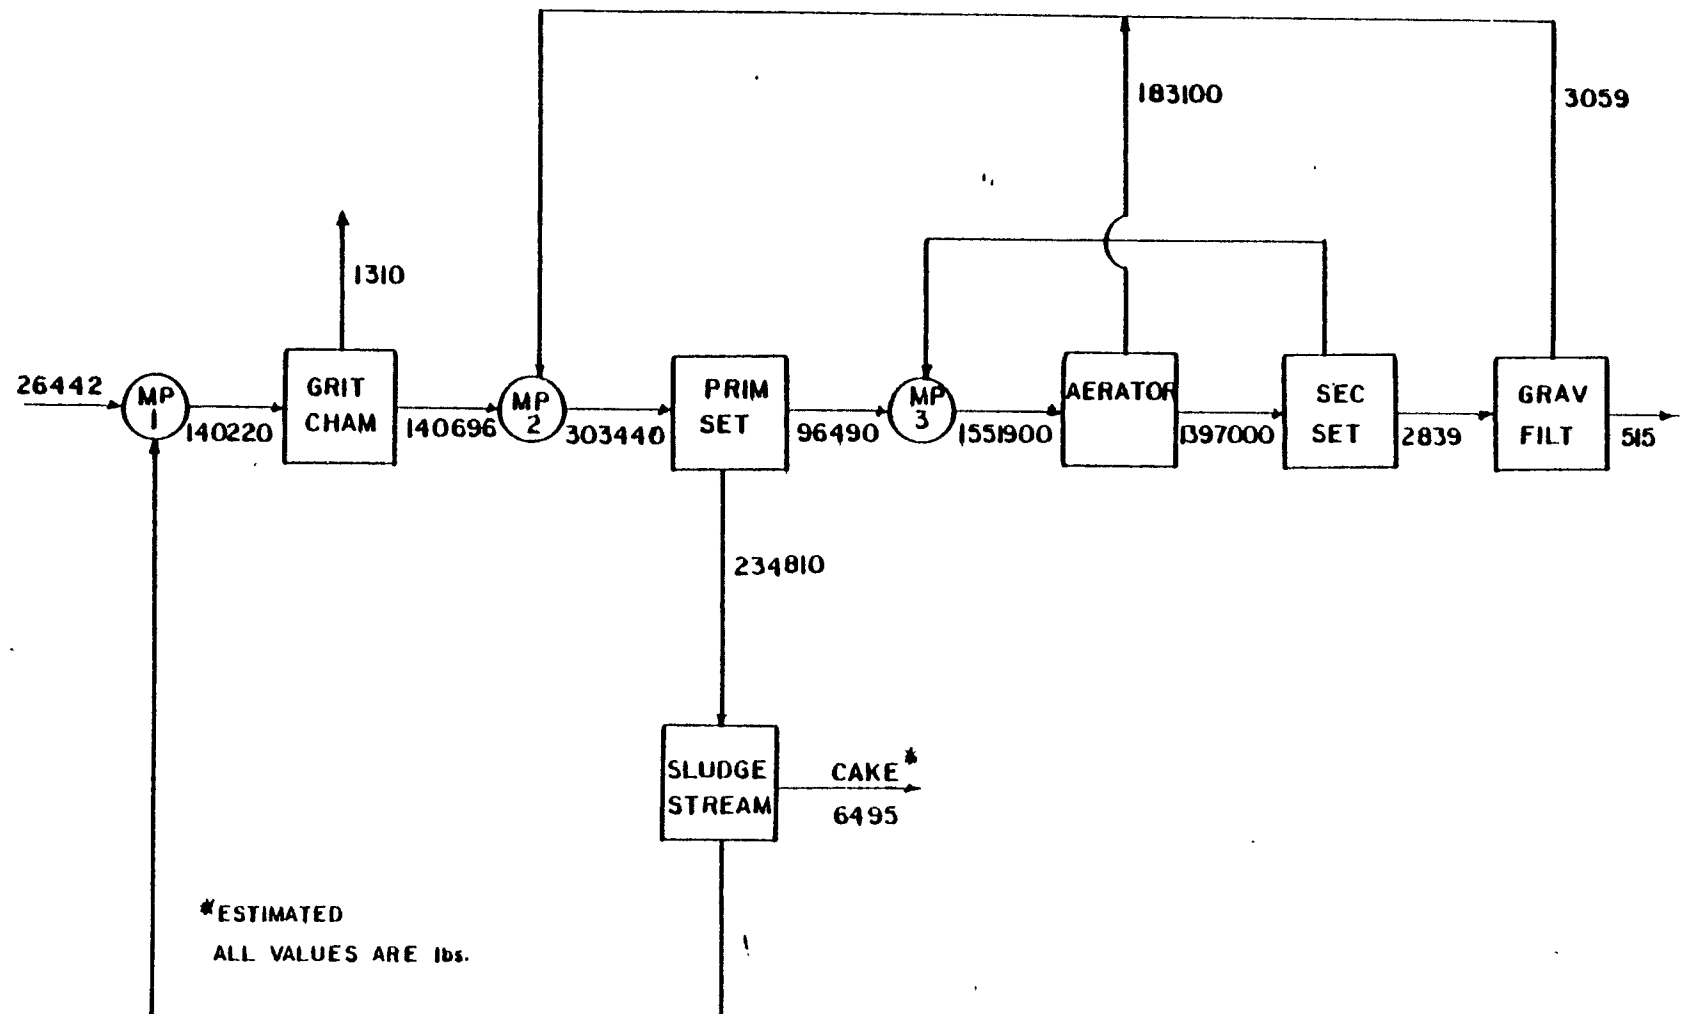 183100
3059
1310
26442
MP
1
140220
GRIT
CHAM
140696
MP
2
303440
PRIM
SET
96490
MP
3
1551900
AERATOR
1397000
SEC
SET
2839
GRAV
FILT
515
234810
SLUDGE
STREAM
CAKE*
6495
*ESTIMATED
ALL VALUES ARE lbs.